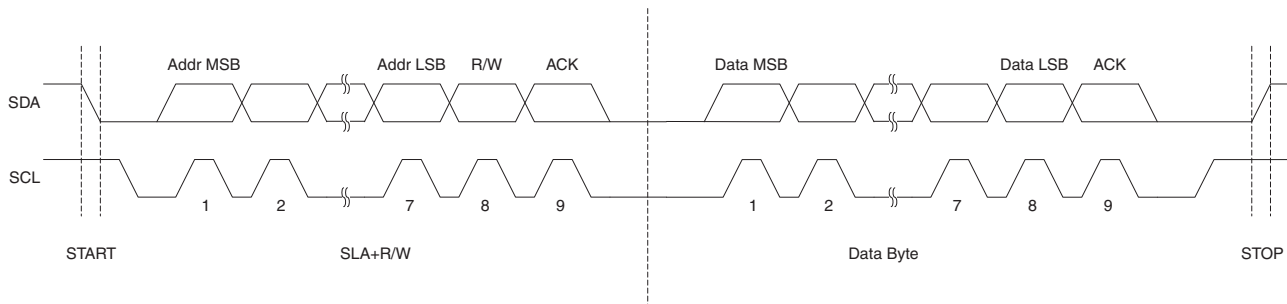 Addr MSB Addr LSB R/W ACK Data MSB Data LSB ACK
SDA
SCL
1 2 7 8 9 1 2 7 8 9
START SLA+R/W Data Byte STOP